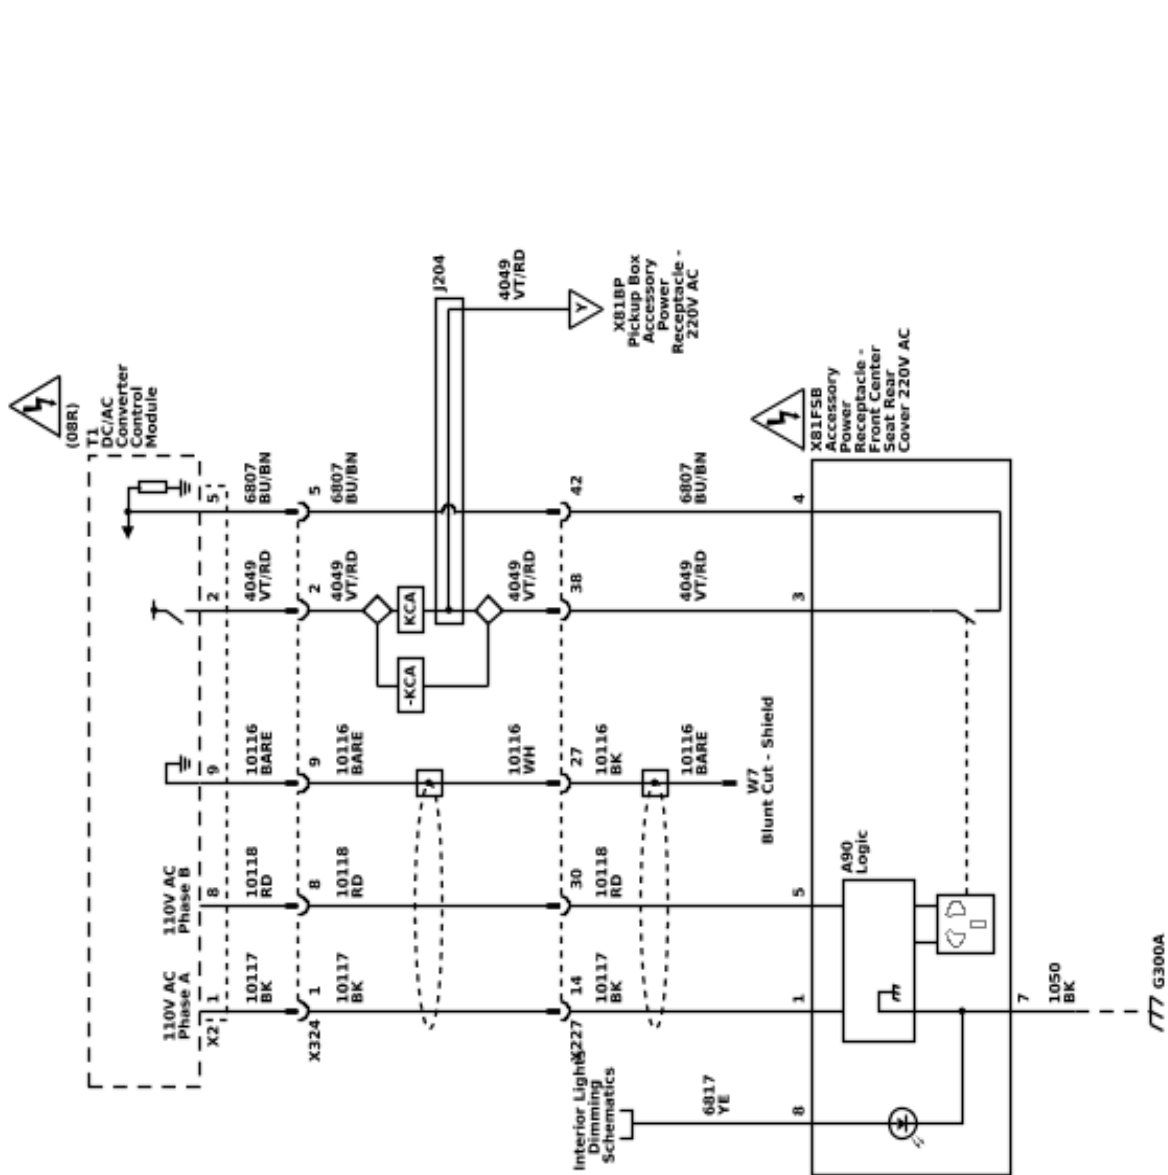 (08R)
T1
DC/AC
Converter
Control
Module
110V AC
Phase A
110V AC
Phase B
X2
1
8
9
2
5
10117
BK
10118
RD
10116
BARE
4049
VT/RD
6807
BU/BN
X324
1
8
9
2
5
10117
BK
10118
RD
10116
BARE
4049
VT/RD
6807
BU/BN
KCA
-KCA
J204
4049
VT/RD
Y
X81BP
Pickup Box
Accessory
Power
Receptacle -
220V AC
10116
WH
4049
VT/RD
X227
14
30
27
38
42
10117
BK
10118
RD
10116
BK
10116
BARE
4049
VT/RD
6807
BU/BN
W7
Blunt Cut - Shield
Interior Lights
Dimming
Schematics
6817
YE
8
1
5
3
4
X81FSB
Accessory
Power
Receptacle -
Front Center
Seat Rear
Cover 220V AC
A90
Logic
7
1050
BK
G300A